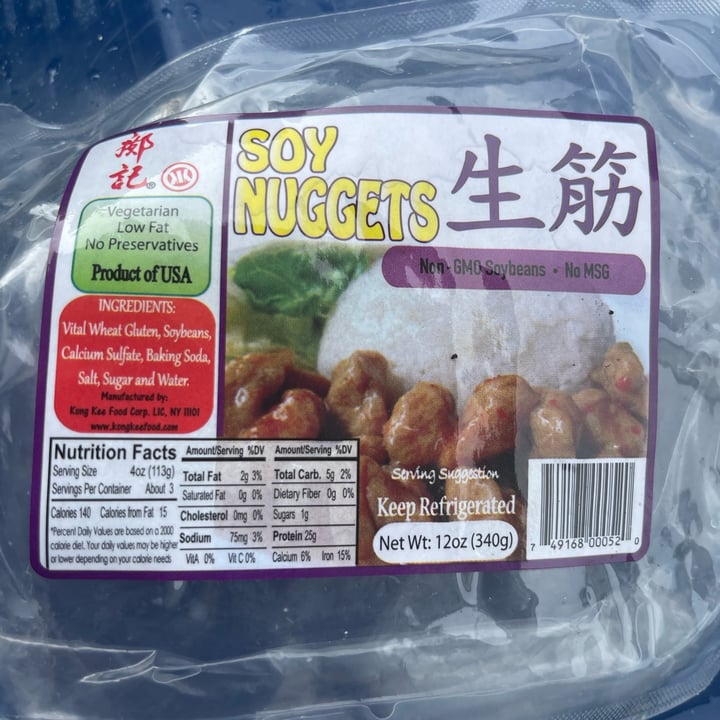 鄺記®
Vegetarian
Low Fat
No Preservatives
Product of USA
INGREDIENTS:
Vital Wheat Gluten, Soybeans,
Calcium Sulfate, Baking Soda,
Salt, Sugar and Water.
Manufactured by:
Kong Kee Food Corp. LIC, NY 11101
www.kongkeefood.com
SOY
NUGGETS
生筋
Non-GMO Soybeans • No MSG
Nutrition Facts
Serving Size 4oz (113g)
Servings Per Container About 3
Calories 140 Calories from Fat 15
*Percent Daily Values are based on a 2000
calorie diet. Your daily values may be higher
or lower depending on your calorie needs
Amount/Serving %DV
Total Fat 2g 3%
Saturated Fat 0g 0%
Cholesterol 0mg 0%
Sodium 75mg 3%
VitA 0% Vit C 0%
Amount/Serving %DV
Total Carb. 5g 2%
Dietary Fiber 0g 0%
Sugars 1g
Protein 25g
Calcium 6% Iron 15%
Serving Suggestion
Keep Refrigerated
Net Wt: 12oz (340g)
7 49168 00052 0